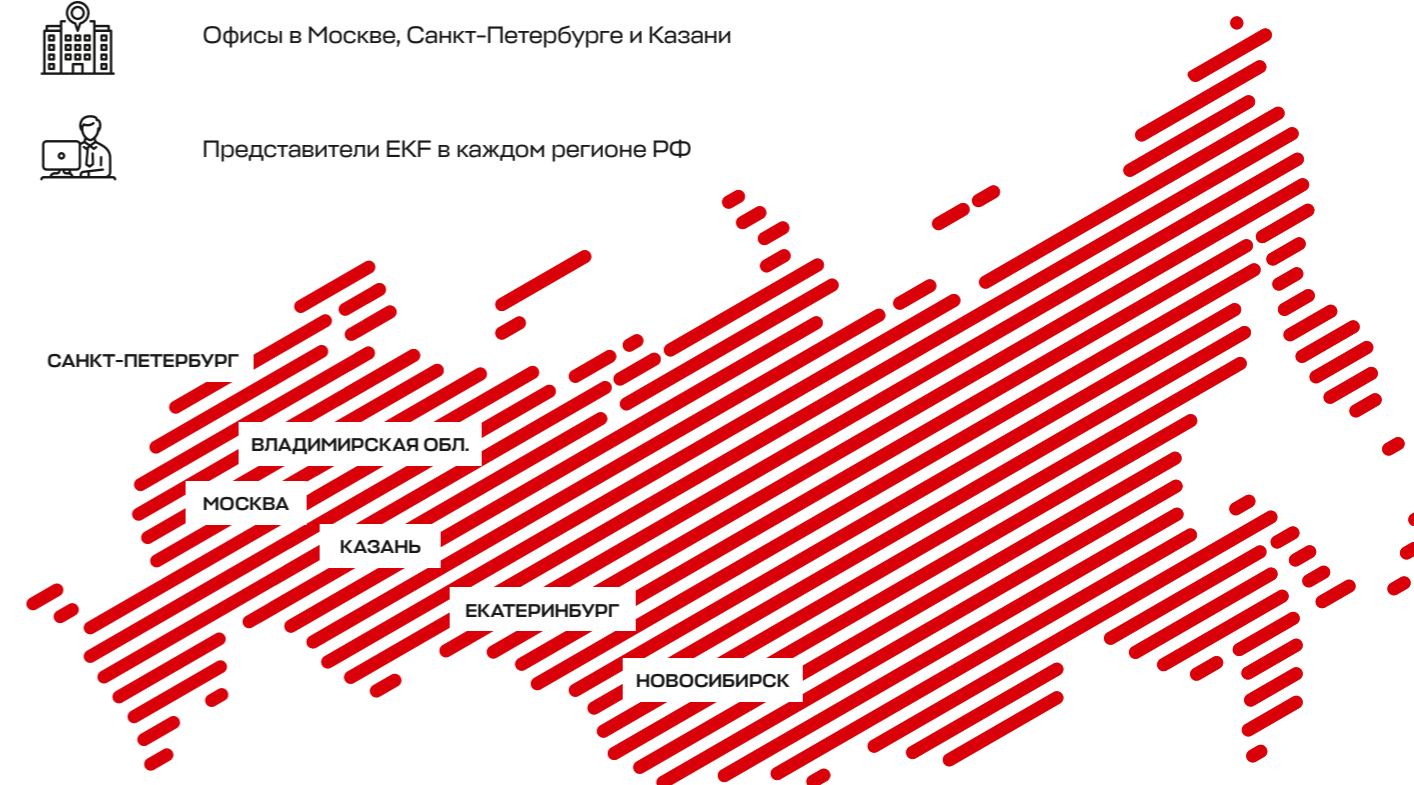 Офисы в Москве, Санкт-Петербурге и Казани
Представители EKF в каждом регионе РФ
САНКТ-ПЕТЕРБУРГ
ВЛАДИМИРСКАЯ ОБЛ.
МОСКВА
КАЗАНЬ
ЕКАТЕРИНБУРГ
НОВОСИБИРСК